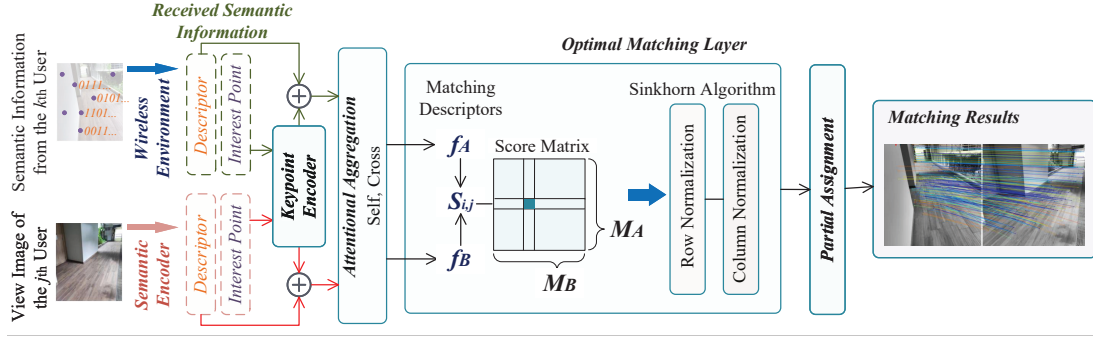 Received Semantic
Information
Semantic Information
from the kth User
0111...
0101...
1101...
0011...
Wireless
Environment
Descriptor
Interest Point
View Image of
the jth User
Semantic
Encoder
Descriptor
Interest Point
Keypoint
Encoder
Attentional Aggregation
Self, Cross
Optimal Matching Layer
Matching
Descriptors
fA
Si,j
fB
Score Matrix
MA
MB
Sinkhorn Algorithm
Row Normalization
Column Normalization
Partial Assignment
Matching Results